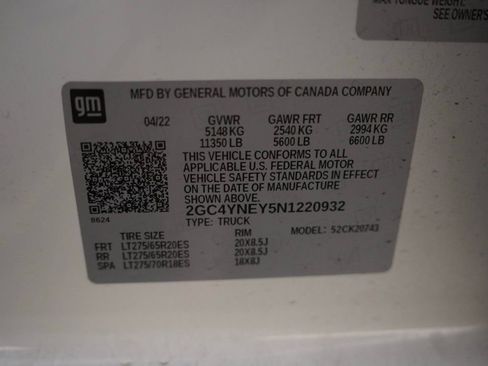 MAX TONGUE WEIGHT:
SEE OWNER'S
gm
MFD BY GENERAL MOTORS OF CANADA COMPANY
04/22 GVWR GAWR FRT GAWR RR
5148 KG 2540 KG 2994 KG
11350 LB 5600 LB 6600 LB
THIS VEHICLE CONFORMS TO ALL
APPLICABLE U.S. FEDERAL MOTOR
VEHICLE SAFETY STANDARDS IN EFFECT
ON THE DATE OF MANUFACTURE
SHOWN ABOVE.
2GC4YNEY5N1220932
TYPE: TRUCK
8624
52CK20743
TIRE SIZE RIM
FRT LT275/65R20ES 20X8.5J
RR LT275/65R20ES 20X8.5J
SPA LT275/70R18ES 18X8J